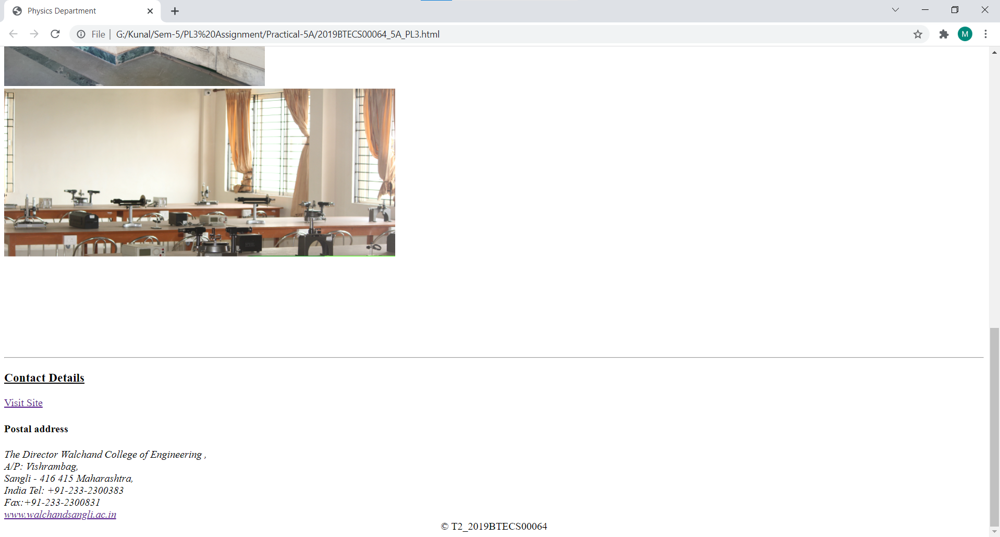 Physics Department
File
G:/Kunal/Sem-5/PL3%20Assignment/Practical-5A/2019BTECS00064_5A_PL3.html
M
Contact Details
Visit Site
Postal address
The Director Walchand College of Engineering ,
A/P: Vishrambag,
Sangli - 416 415 Maharashtra,
India Tel: +91-233-2300383
Fax:+91-233-2300831
www.walchandsangli.ac.in
© T2_2019BTECS00064